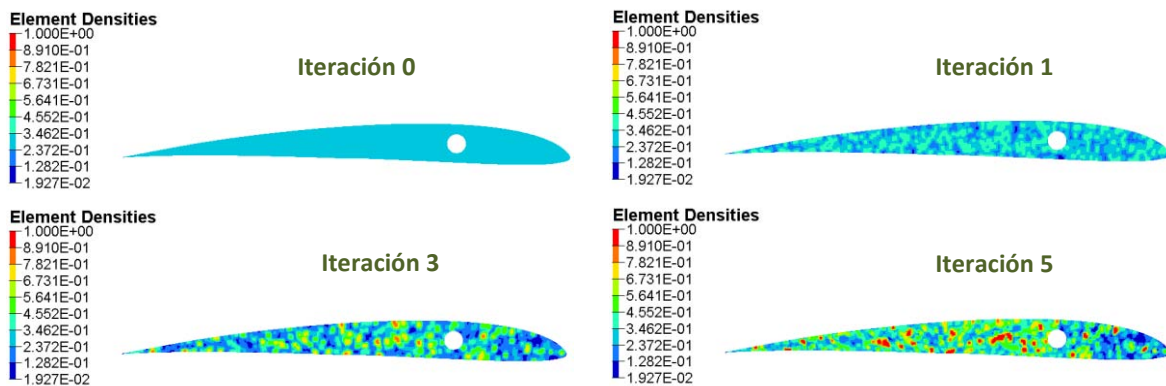 Element Densities
1.000E+00
8.910E-01
7.821E-01
6.731E-01
5.641E-01
4.552E-01
3.462E-01
2.372E-01
1.282E-01
1.927E-02
Iteración 0
Element Densities
1.000E+00
8.910E-01
7.821E-01
6.731E-01
5.641E-01
4.552E-01
3.462E-01
2.372E-01
1.282E-01
1.927E-02
Iteración 1
Element Densities
1.000E+00
8.910E-01
7.821E-01
6.731E-01
5.641E-01
4.552E-01
3.462E-01
2.372E-01
1.282E-01
1.927E-02
Iteración 3
Element Densities
1.000E+00
8.910E-01
7.821E-01
6.731E-01
5.641E-01
4.552E-01
3.462E-01
2.372E-01
1.282E-01
1.927E-02
Iteración 5